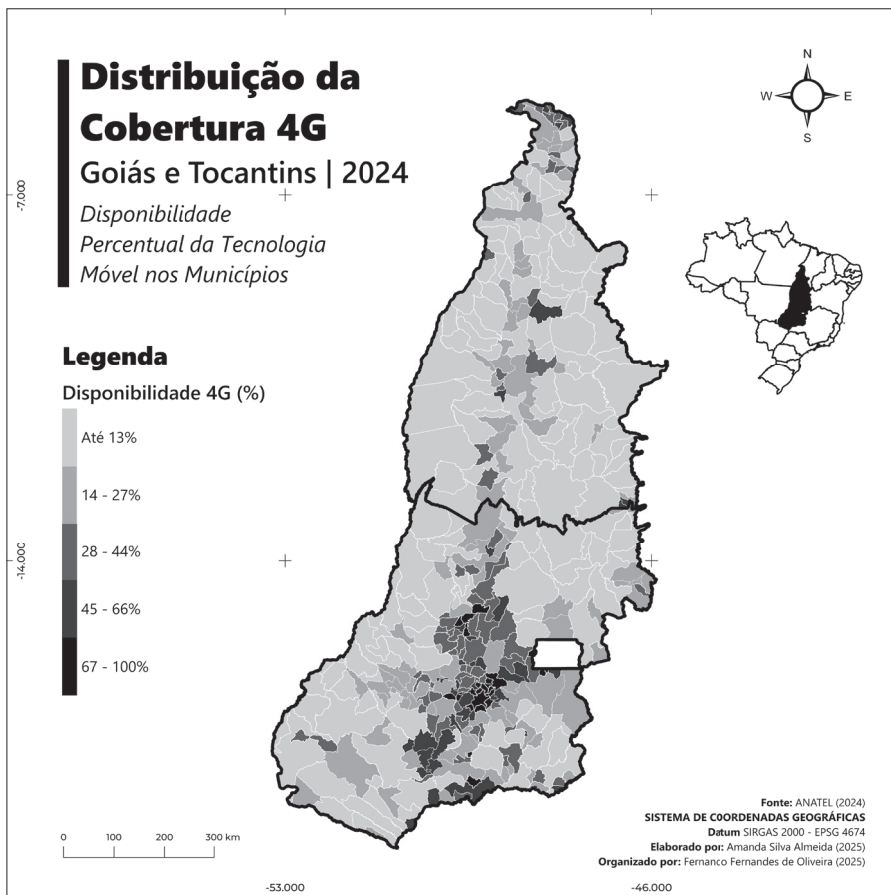 Distribuição da
Cobertura 4G
Goiás e Tocantins | 2024
Disponibilidade
Percentual da Tecnologia
Móvel nos Municípios
N
W E
S
-7.000
Legenda
Disponibilidade 4G (%)
Até 13%
14 - 27%
28 - 44%
45 - 66%
67 - 100%
-14.000
0 100 200 300 km
Fonte: ANATEL (2024)
SISTEMA DE COORDENADAS GEOGRÁFICAS
Datum SIRGAS 2000 - EPSG 4674
Elaborado por: Amanda Silva Almeida (2025)
Organizado por: Fernanco Fernandes de Oliveira (2025)
-53.000 -46.000